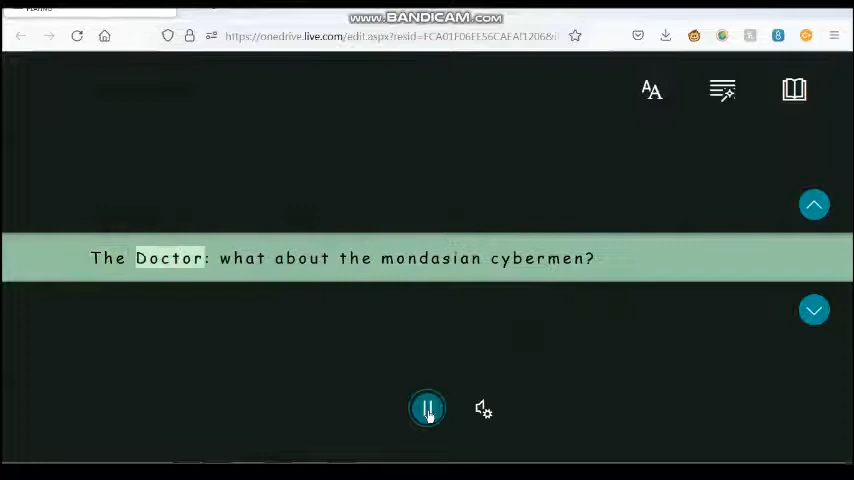 www.BANDICAM.com
https://onedrive.live.com/edit.aspx?resid=FCA01F06EE56CAEA!1206&
AA
The Doctor: what about the mondasian cybermen?